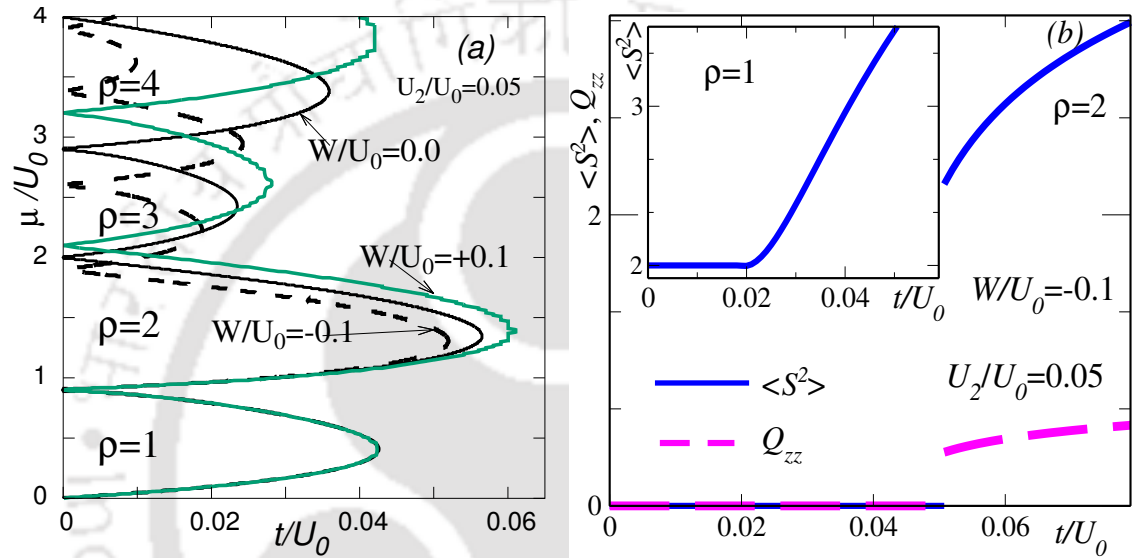 (a)
U₂/U₀=0.05
ρ=4
W/U₀=0.0
ρ=3
W/U₀=+0.1
ρ=2
W/U₀=-0.1
ρ=1
μ/U₀
4
3
2
1
0
0
0.02
0.04
0.06
t/U₀
(b)
<S²>, Q_zz
2
0
<S²>
3
2
ρ=1
0
0.02
0.04
t/U₀
ρ=2
W/U₀=-0.1
U₂/U₀=0.05
<S²>
Q_zz
0
0.02
0.04
0.06
t/U₀